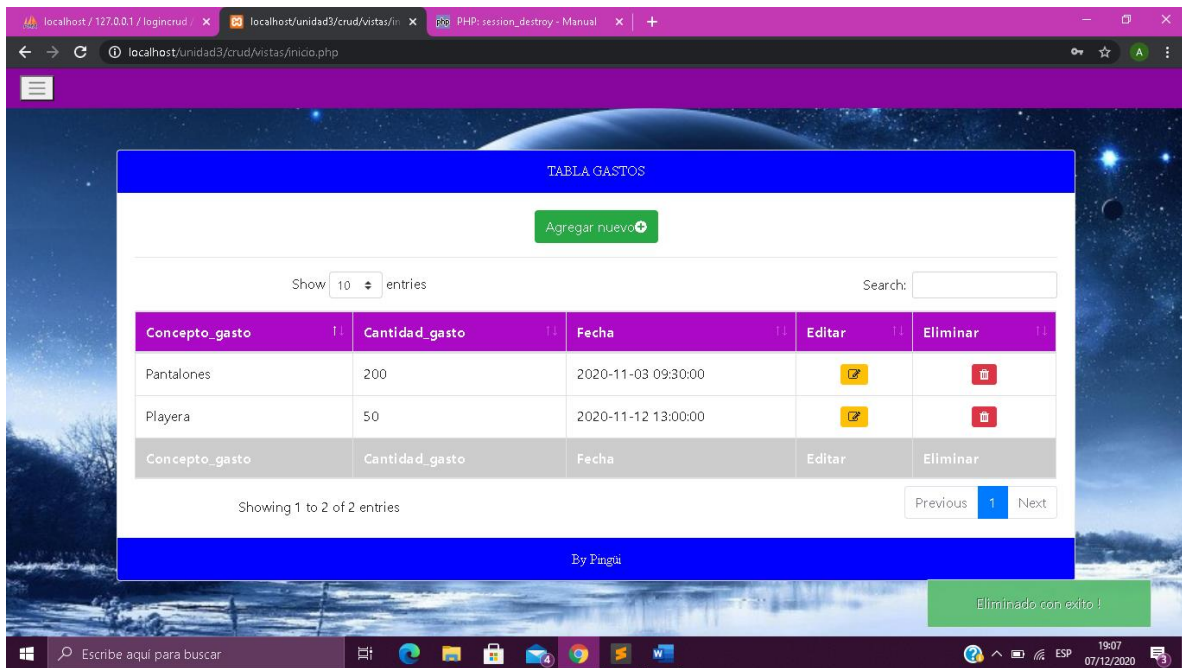 localhost / 127.0.0.1 / logincrud /
localhost/unidad3/crud/vistas/in
php PHP: session_destroy - Manual
localhost/unidad3/crud/vistas/inicio.php
A
TABLA GASTOS
Agregar nuevo
Show 10 entries
Search:
Concepto_gasto Cantidad_gasto Fecha Editar Eliminar
Pantalones 200 2020-11-03 09:30:00
Playera 50 2020-11-12 13:00:00
Concepto_gasto Cantidad_gasto Fecha Editar Eliminar
Showing 1 to 2 of 2 entries
Previous 1 Next
By Pingüi
Eliminado con exito !
Escribe aquí para buscar
4
S
W
ESP
19:07
07/12/2020
3